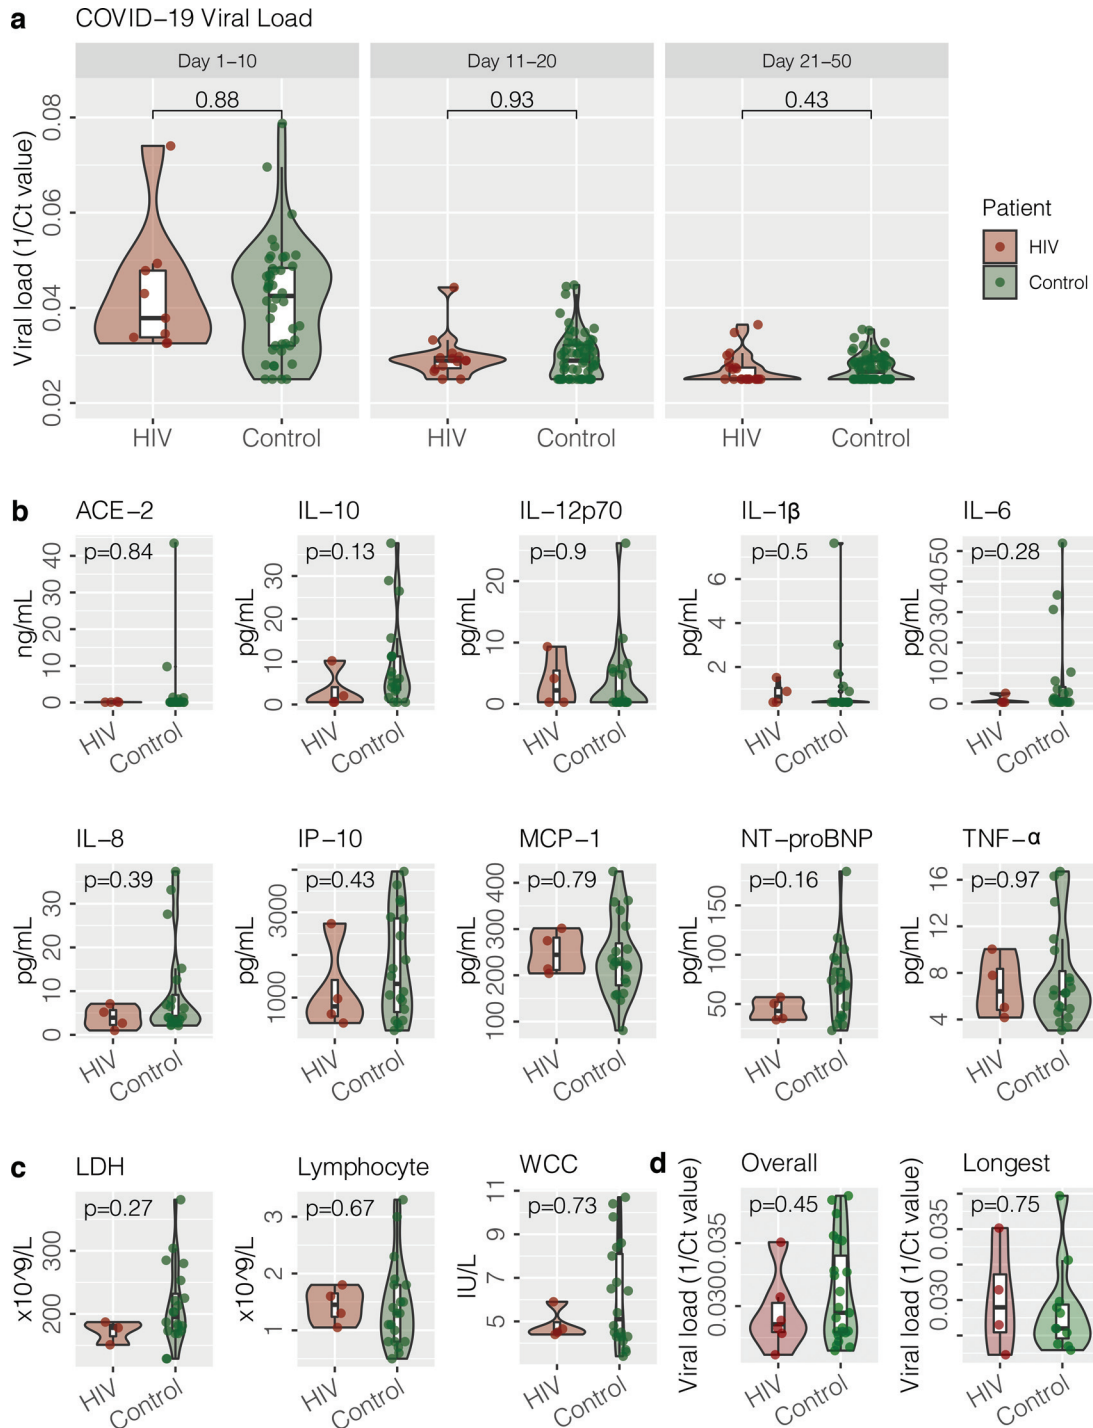 a COVID−19 Viral Load
Day 1−10 Day 11−20 Day 21−50
0.88 0.93 0.43
Viral load (1/Ct value)
0.08
0.06
0.04
0.02
HIV Control HIV Control HIV Control
Patient
HIV
Control
b ACE−2 IL−10 IL−12p70 IL−1β IL−6
p=0.84 p=0.13 p=0.9 p=0.5 p=0.28
ng/mL pg/mL pg/mL pg/mL pg/mL
40 30 20 10 0
30 20 10 0
20 10 0
6 4 2
50 40 30 20 10 0
HIV Control HIV Control HIV Control HIV Control HIV Control
IL−8 IP−10 MCP−1 NT−proBNP TNF−α
p=0.39 p=0.43 p=0.79 p=0.16 p=0.97
pg/mL pg/mL pg/mL pg/mL pg/mL
30 20 10 0
3000 1000
400 300 200 100
150 100 50
16 12 8 4
HIV Control HIV Control HIV Control HIV Control HIV Control
c LDH Lymphocyte WCC d Overall Longest
p=0.27 p=0.67 p=0.73 p=0.45 p=0.75
x10^9/L x10^9/L IU/L Viral load (1/Ct value) Viral load (1/Ct value)
300 200
3 2 1
11 9 7 5
0.035 0.030
0.035 0.030
HIV Control HIV Control HIV Control HIV Control HIV Control